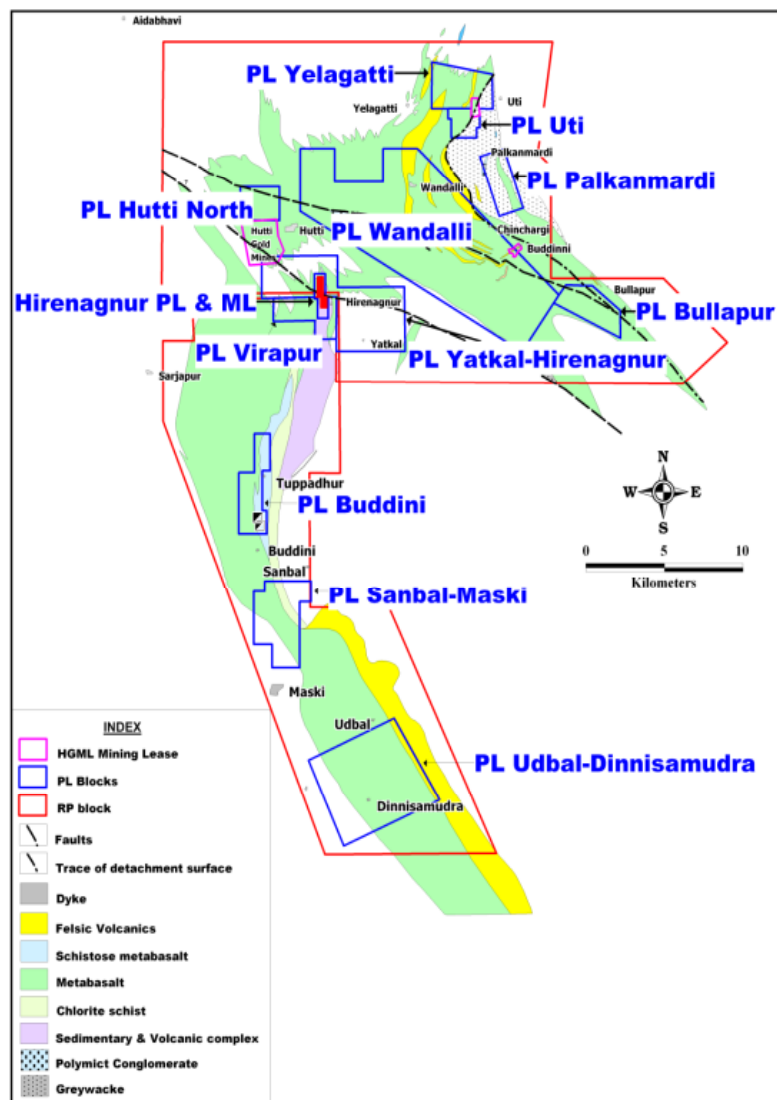 Aidabhavi
PL Yelagatti
Yelagatti
Uti
PL Uti
Palkanmardi
PL Palkanmardi
Wandalli
PL Hutti North
Hutti
Gold
Mines
Hutti
PL Wandalli
Chinchargi
Buddinni
Bullapur
Hirenagnur PL & ML
Hirenagnur
PL Bullapur
PL Virapur
Yatkal
PL Yatkal-Hirenagnur
Sarjapur
N
W
E
S
Tuppadhur
PL Buddini
Buddini
Sanbal
0
5
10
Kilometers
PL Sanbal-Maski
Maski
Udbal
PL Udbal-Dinnisamudra
Dinnisamudra
INDEX
HGML Mining Lease
PL Blocks
RP block
Faults
Trace of detachment surface
Dyke
Felsic Volcanics
Schistose metabasalt
Metabasalt
Chlorite schist
Sedimentary & Volcanic complex
Polymict Conglomerate
Greywacke